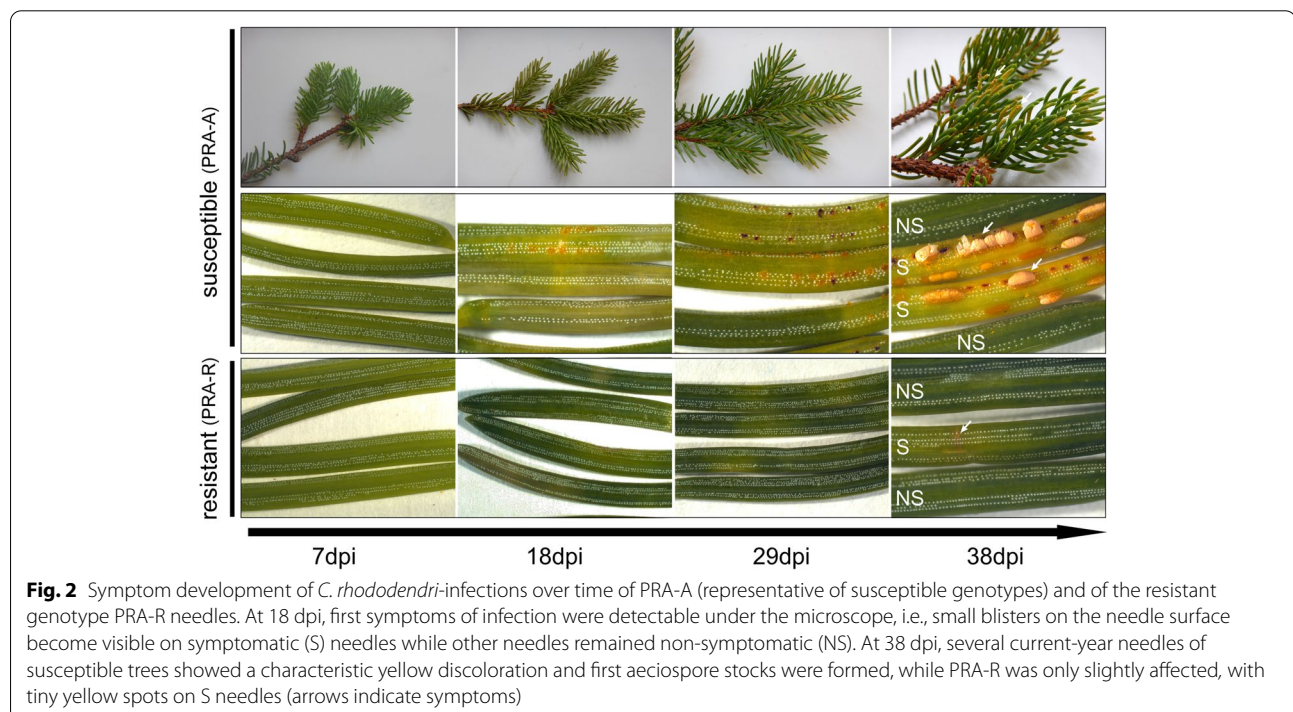 susceptible (PRA-A)
NS
S
S
NS
resistant (PRA-R)
NS
S
NS
7dpi 18dpi 29dpi 38dpi
Fig. 2 Symptom development of C. rhododendri-infections over time of PRA-A (representative of susceptible genotypes) and of the resistant
genotype PRA-R needles. At 18 dpi, first symptoms of infection were detectable under the microscope, i.e., small blisters on the needle surface
become visible on symptomatic (S) needles while other needles remained non-symptomatic (NS). At 38 dpi, several current-year needles of
susceptible trees showed a characteristic yellow discoloration and first aeciospore stocks were formed, while PRA-R was only slightly affected, with
tiny yellow spots on S needles (arrows indicate symptoms)